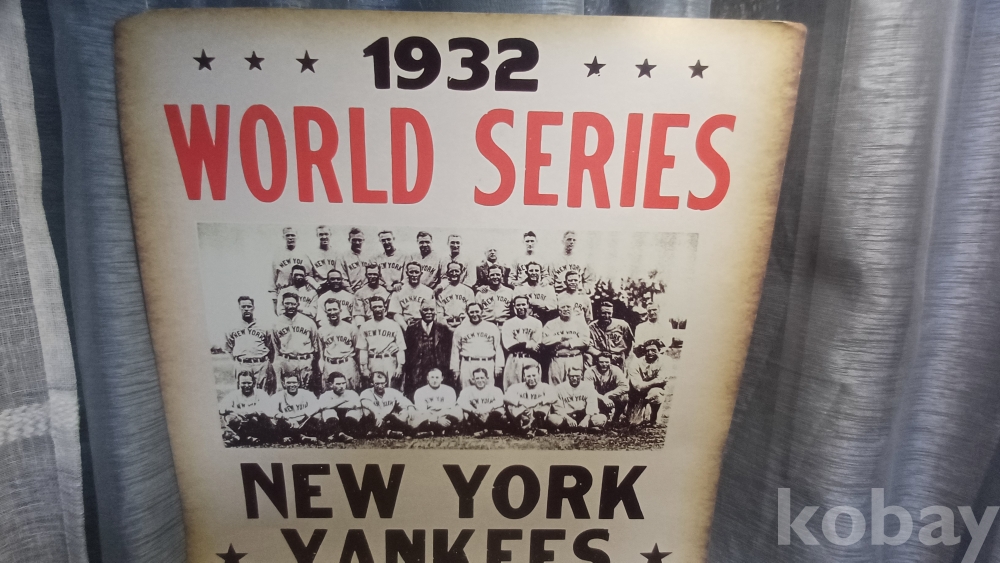 ★ ★ ★ 1932 ★ ★ ★
WORLD SERIES
NEW YORK
★ YANKEES ★
kobay